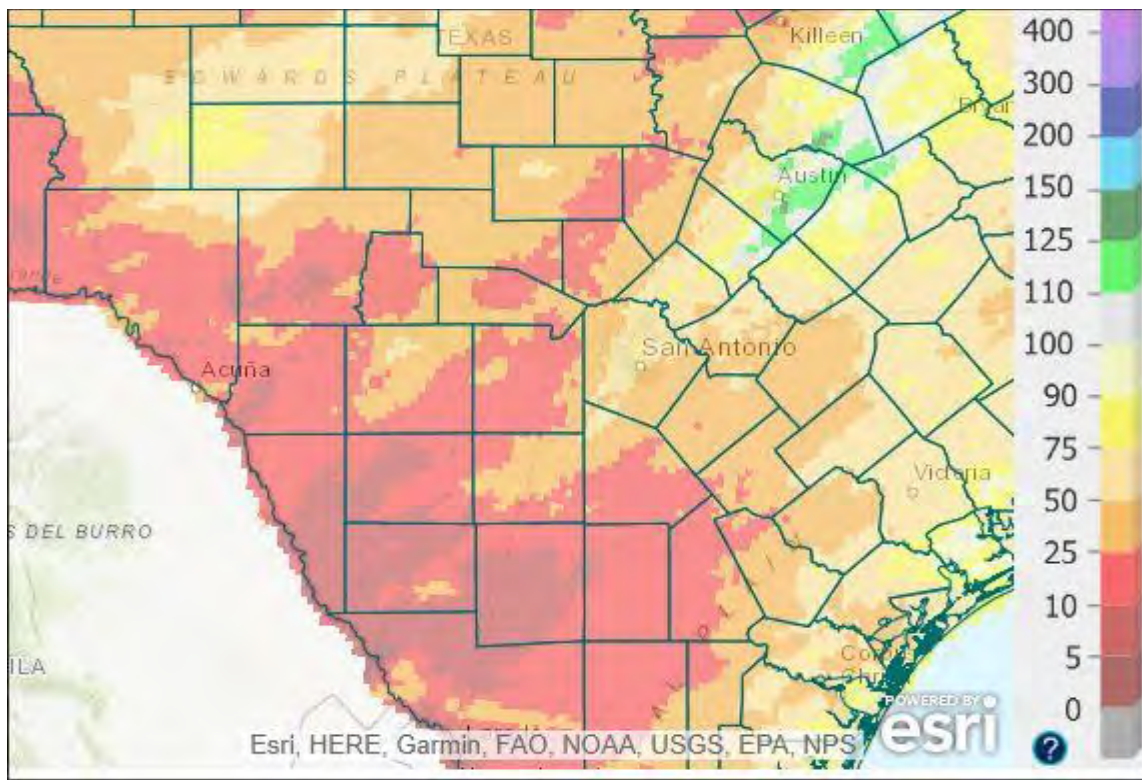 Killeen
TEXAS
EDWARDS PLATEAU
Austin
Acuña
San Antonio
Victoria
S DEL BURRO
ILA
400
300
200
150
125
110
100
90
75
50
25
10
5
0
POWERED BY
esri
Esri, HERE, Garmin, FAO, NOAA, USGS, EPA, NPS
?